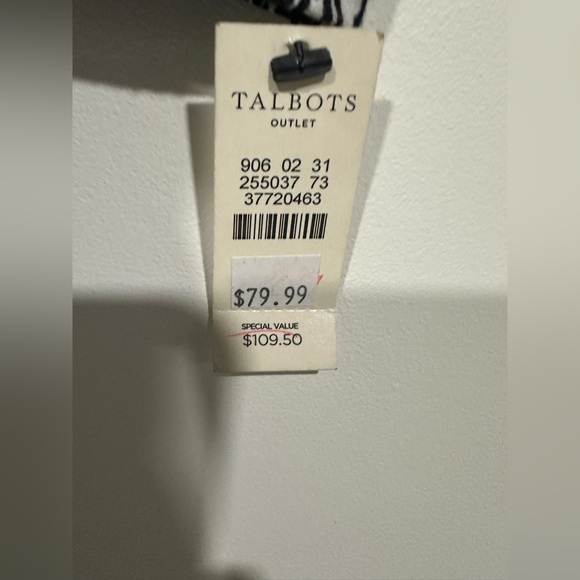 TALBOTS
OUTLET
906 02 31
255037 73
37720463
$79.99
SPECIAL VALUE
$109.50